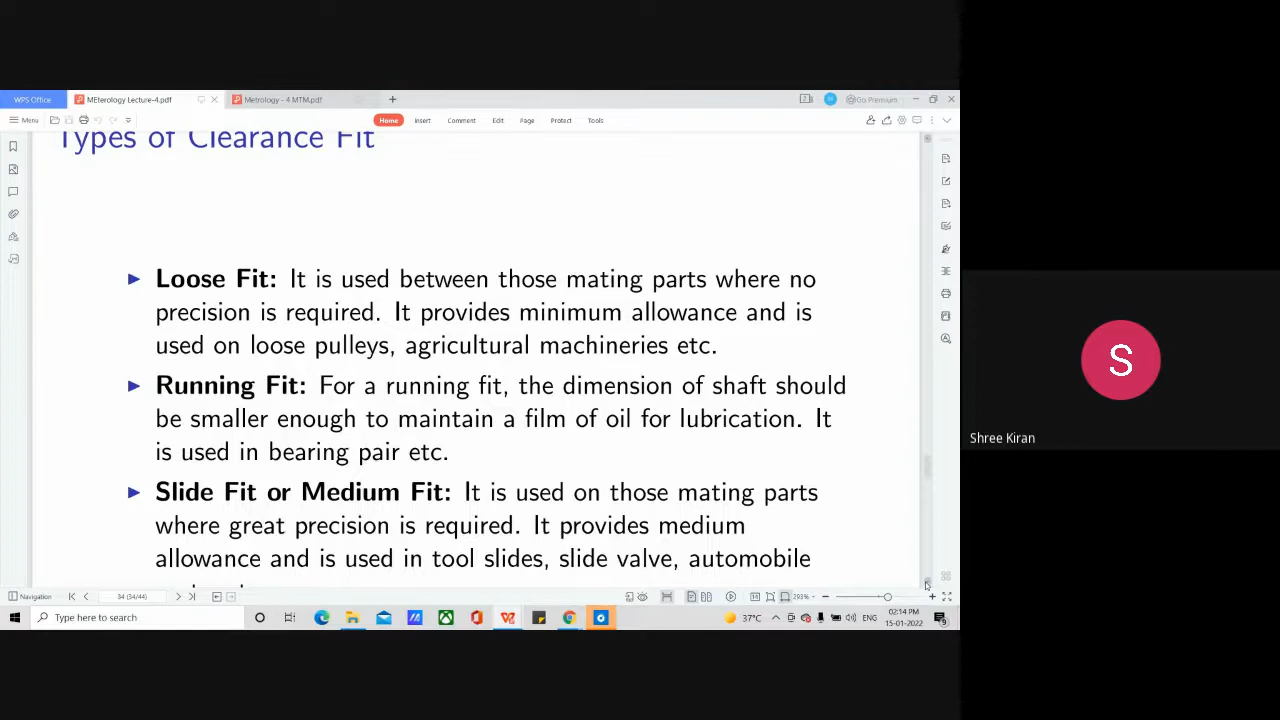 WPS Office
MEterology Lecture-4.pdf
Metrology - 4 MTM.pdf
Go Premium
Menu
Home
Insert
Comment
Edit
Page
Protect
Tools
Types of Clearance Fit
Loose Fit: It is used between those mating parts where no
precision is required. It provides minimum allowance and is
used on loose pulleys, agricultural machineries etc.
Running Fit: For a running fit, the dimension of shaft should
be smaller enough to maintain a film of oil for lubrication. It
is used in bearing pair etc.
Slide Fit or Medium Fit: It is used on those mating parts
where great precision is required. It provides medium
allowance and is used in tool slides, slide valve, automobile
S
Shree Kiran
Navigation
34 (34/44)
293%
Type here to search
37°C
ENG
02:14 PM
15-01-2022